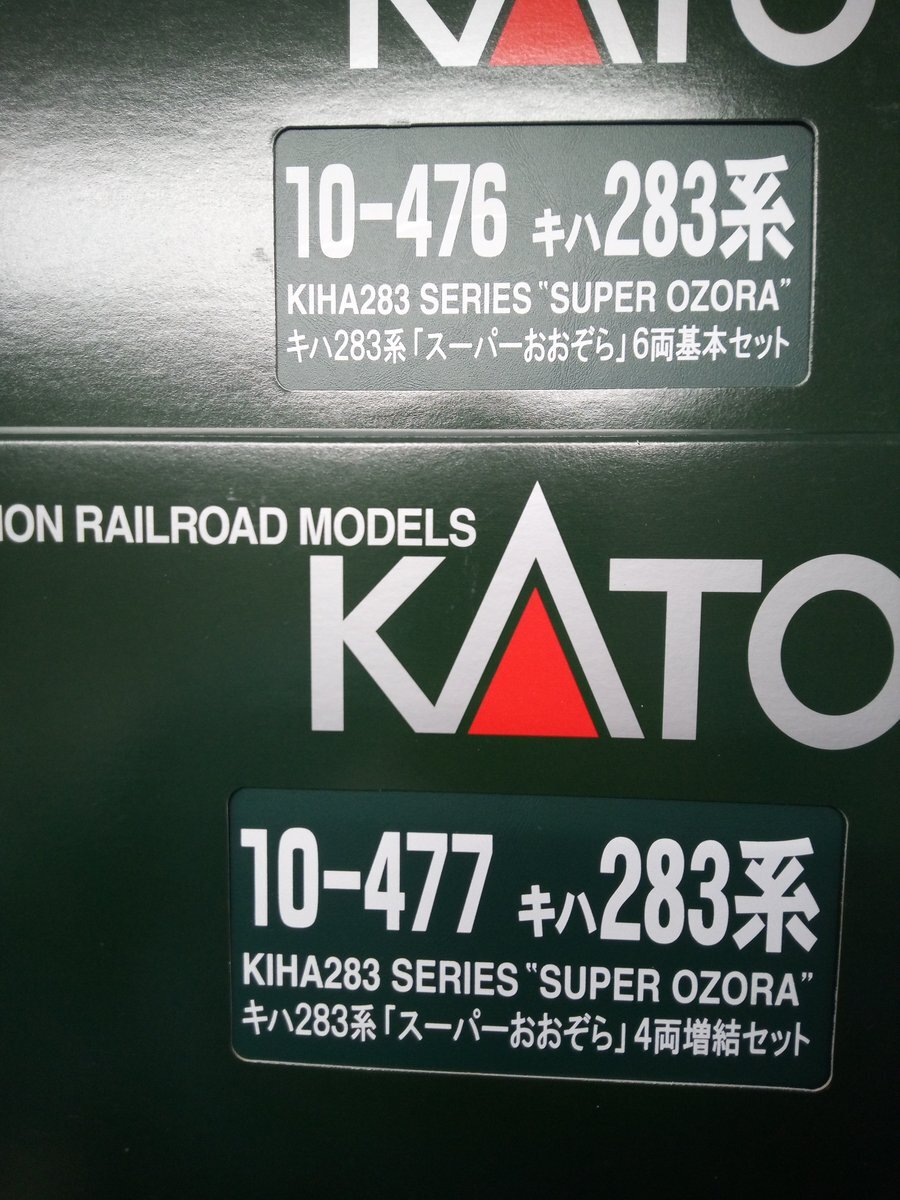 KATO
10-476 キハ283系
KIHA283 SERIES "SUPER OZORA"
キハ283系「スーパーおおぞら」6両基本セット
ION RAILROAD MODELS
KATO
10-477 キハ283系
KIHA283 SERIES "SUPER OZORA"
キハ283系「スーパーおおぞら」4両増結セット